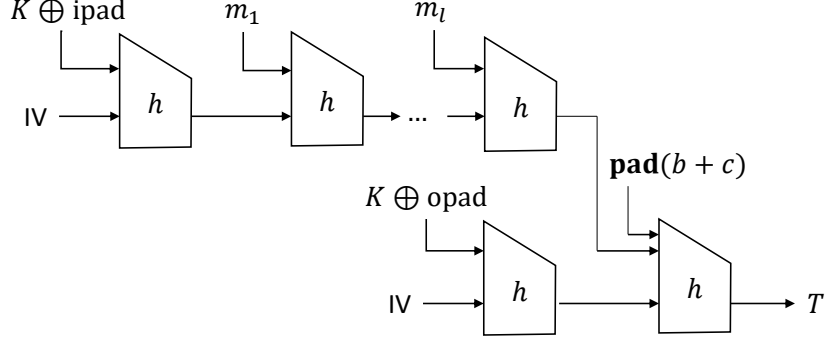 K ⊕ ipad
m₁
m_l
IV
h
h
...
h
pad(b + c)
K ⊕ opad
IV
h
h
T